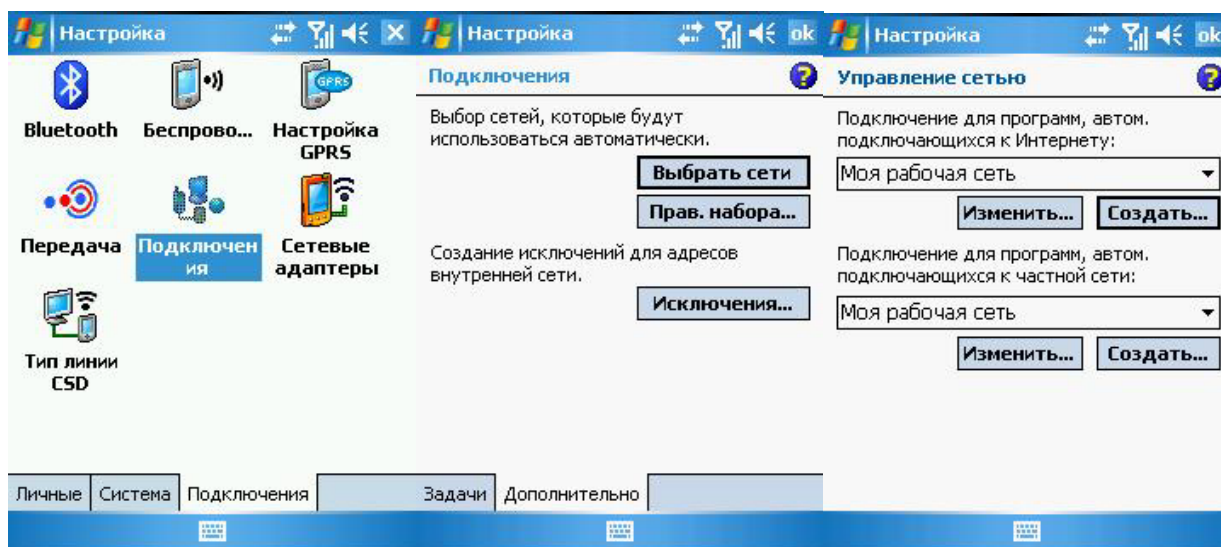 Настройка
Bluetooth
Беспрово...
Настройка
GPRS
GPRS
Передача
Подключен
ия
Сетевые
адаптеры
Тип линии
CSD
Личные
Система
Подключения
Настройка
ok
Подключения
Выбор сетей, которые будут
использоваться автоматически.
Выбрать сети
Прав. набора...
Создание исключений для адресов
внутренней сети.
Исключения...
Задачи
Дополнительно
Настройка
ok
Управление сетью
Подключение для программ, автом.
подключающихся к Интернету:
Моя рабочая сеть
Изменить...
Создать...
Подключение для программ, автом.
подключающихся к частной сети:
Моя рабочая сеть
Изменить...
Создать...